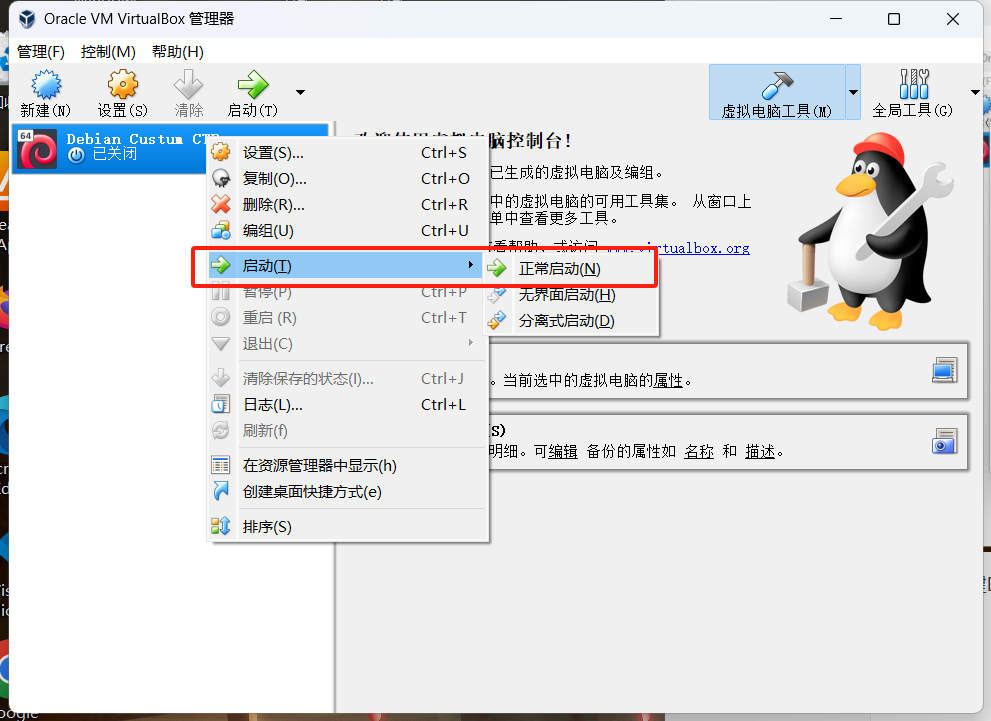 Oracle VM VirtualBox 管理器
管理(F) 控制(M) 帮助(H)
新建(N) 设置(S) 清除 启动(T) 虚拟电脑工具(M) 全局工具(G)
64
Debian Custum
已关闭
电脑控制台!
已生成的虚拟电脑及编组。
中的虚拟电脑的可用工具集。 从窗口上
单中查看更多工具。
看帮助，或访问 www.virtualbox.org
设置(S)... Ctrl+S
复制(O)... Ctrl+O
删除(R)... Ctrl+R
编组(U) Ctrl+U
启动(T)
暂停(P) Ctrl+P
重启 (R) Ctrl+T
退出(C)
清除保存的状态(I)... Ctrl+J
日志(L)... Ctrl+L
刷新(f)
在资源管理器中显示(h)
创建桌面快捷方式(e)
排序(S)
正常启动(N)
无界面启动(H)
分离式启动(D)
。当前选中的虚拟电脑的属性。
(S)
明细。可编辑 备份的属性如 名称 和 描述。